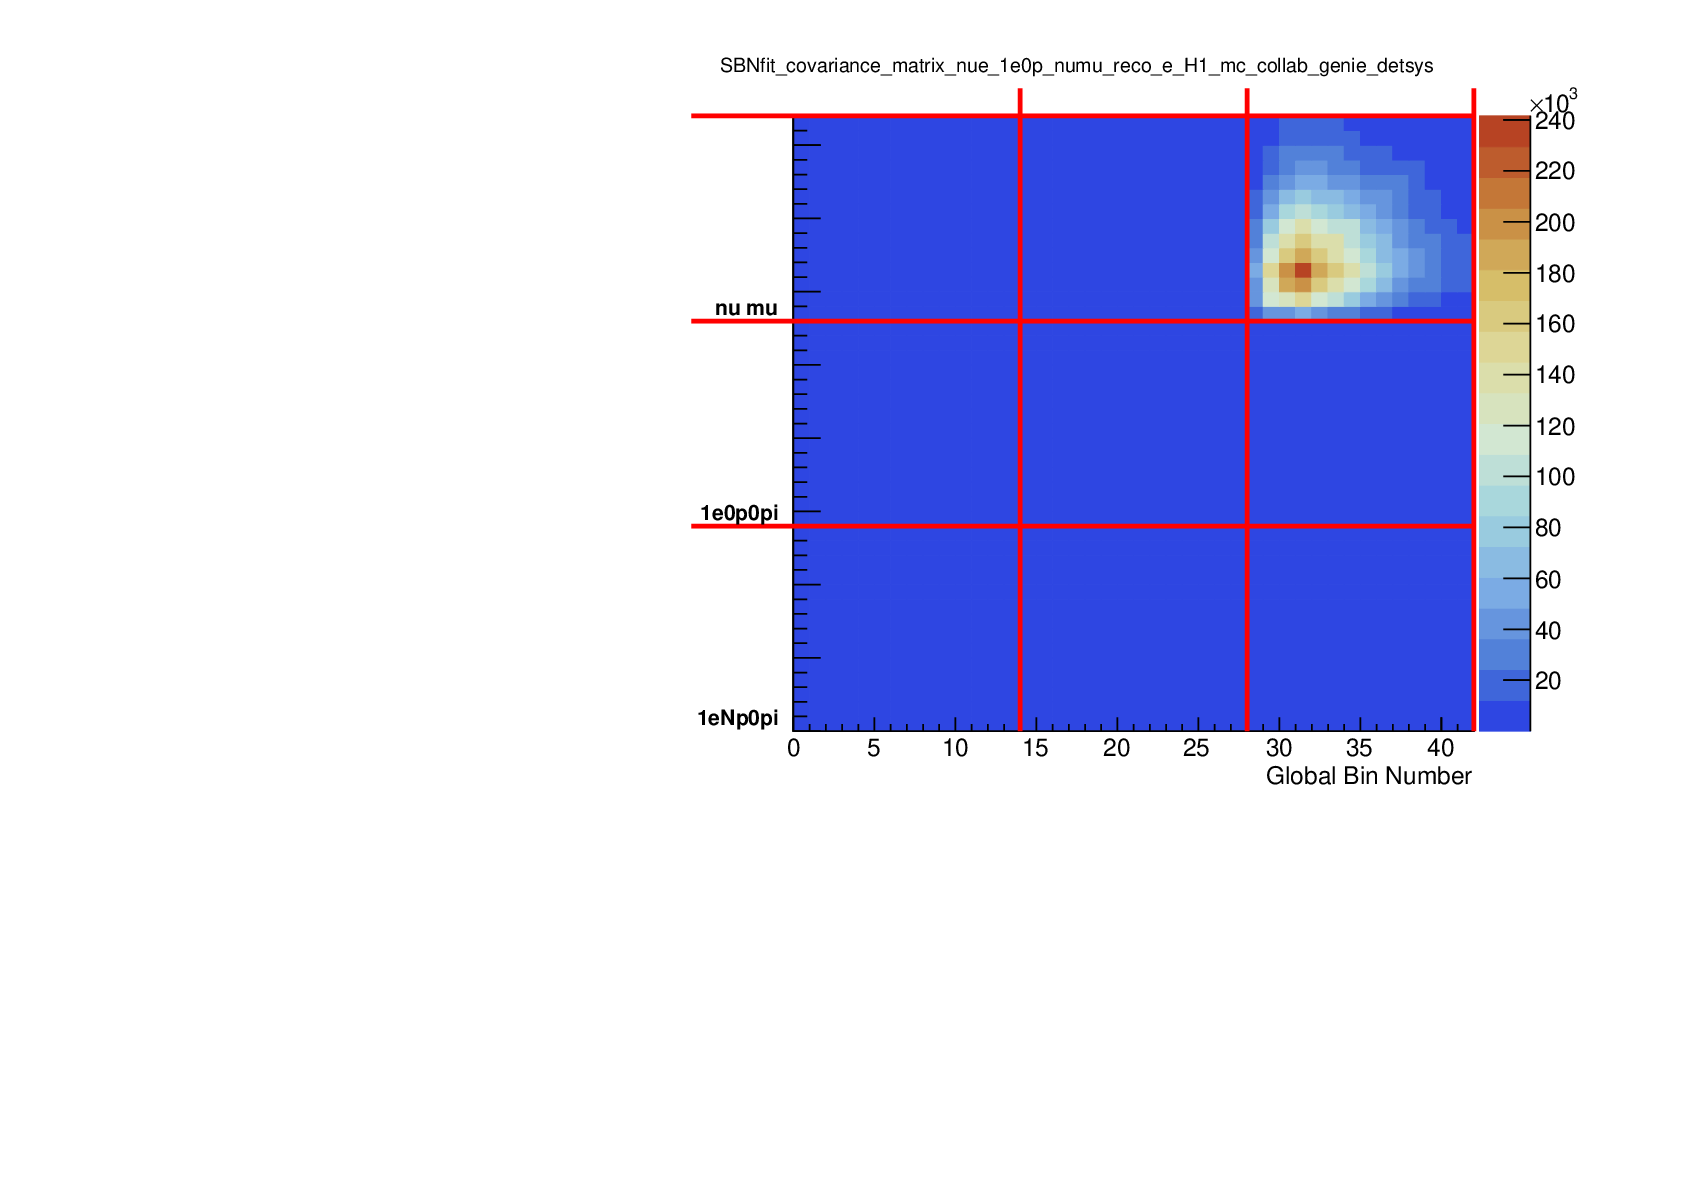 SBNfit_covariance_matrix_nue_1e0p_numu_reco_e_H1_mc_collab_genie_detsys
×10³
240
220
200
180
160
140
120
100
80
60
40
20
nu mu
1e0p0pi
1eNp0pi
0 5 10 15 20 25 30 35 40
Global Bin Number